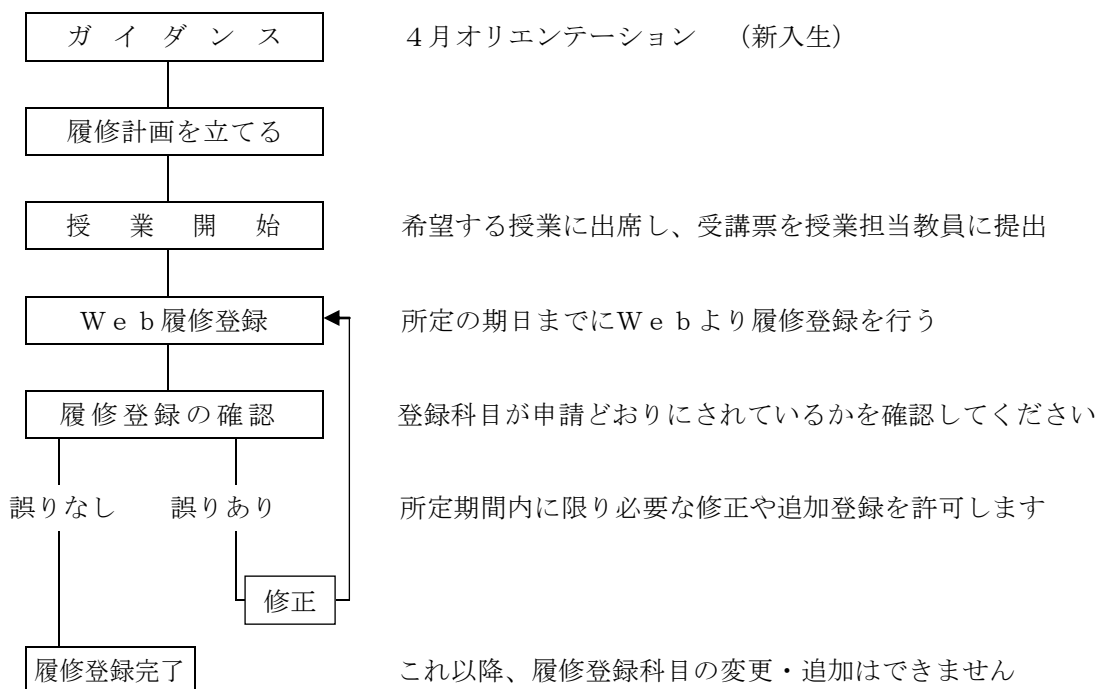 ガイダンス　４月オリエンテーション　（新入生）
履修計画を立てる
授業開始　希望する授業に出席し、受講票を授業担当教員に提出
Ｗｅｂ履修登録　所定の期日までにＷｅｂより履修登録を行う
履修登録の確認　登録科目が申請どおりにされているかを確認してください
誤りなし　誤りあり　所定期間内に限り必要な修正や追加登録を許可します
修正
履修登録完了　これ以降、履修登録科目の変更・追加はできません